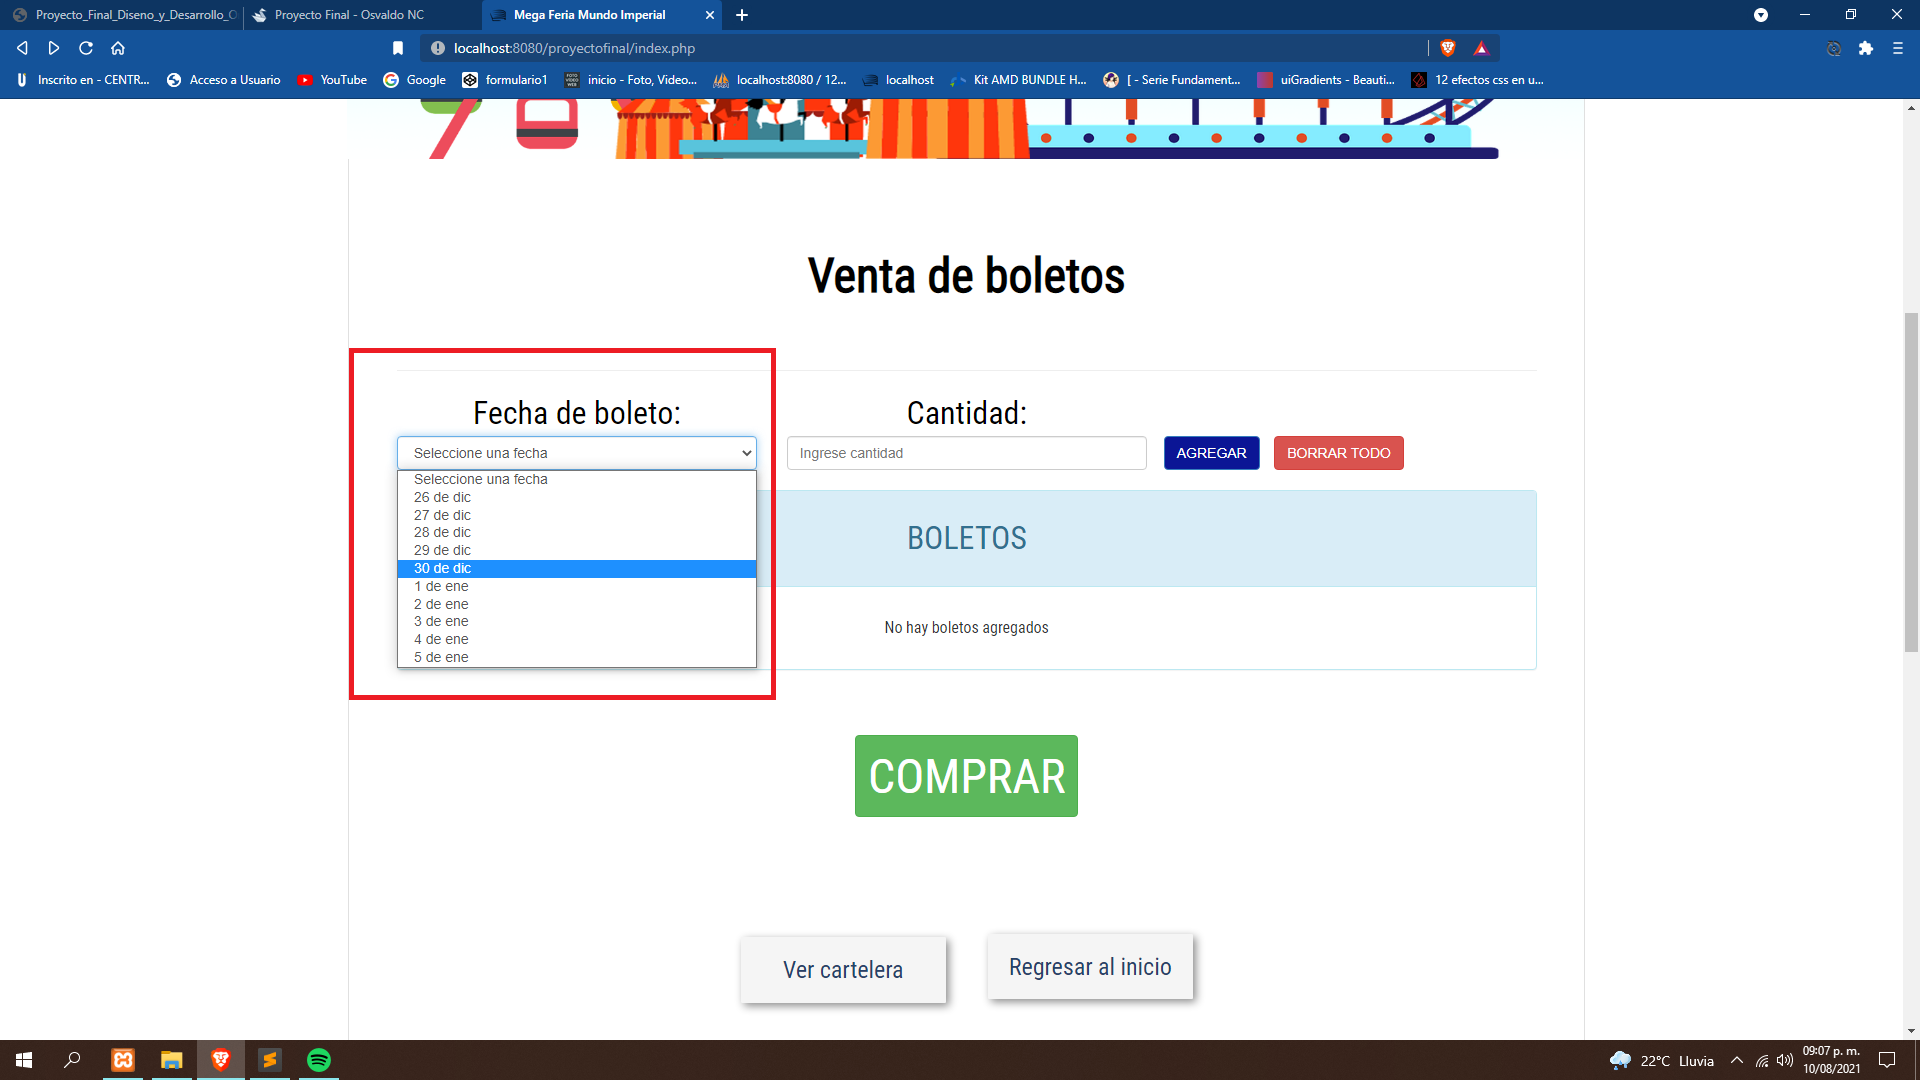 Proyecto_Final_Diseno_y_Desarrollo_O
Proyecto Final - Osvaldo NC
Mega Feria Mundo Imperial
localhost:8080/proyectofinal/index.php
Inscrito en - CENTR...
Acceso a Usuario
YouTube
Google
formulario1
inicio - Foto, Video...
localhost:8080 / 12...
localhost
Kit AMD BUNDLE H...
[ - Serie Fundament...
uiGradients - Beauti...
12 efectos css en u...
Venta de boletos
Fecha de boleto:
Cantidad:
Seleccione una fecha
Ingrese cantidad
AGREGAR
BORRAR TODO
Seleccione una fecha
26 de dic
27 de dic
28 de dic
29 de dic
30 de dic
1 de ene
2 de ene
3 de ene
4 de ene
5 de ene
BOLETOS
No hay boletos agregados
COMPRAR
Ver cartelera
Regresar al inicio
22°C Lluvia
09:07 p. m.
10/08/2021